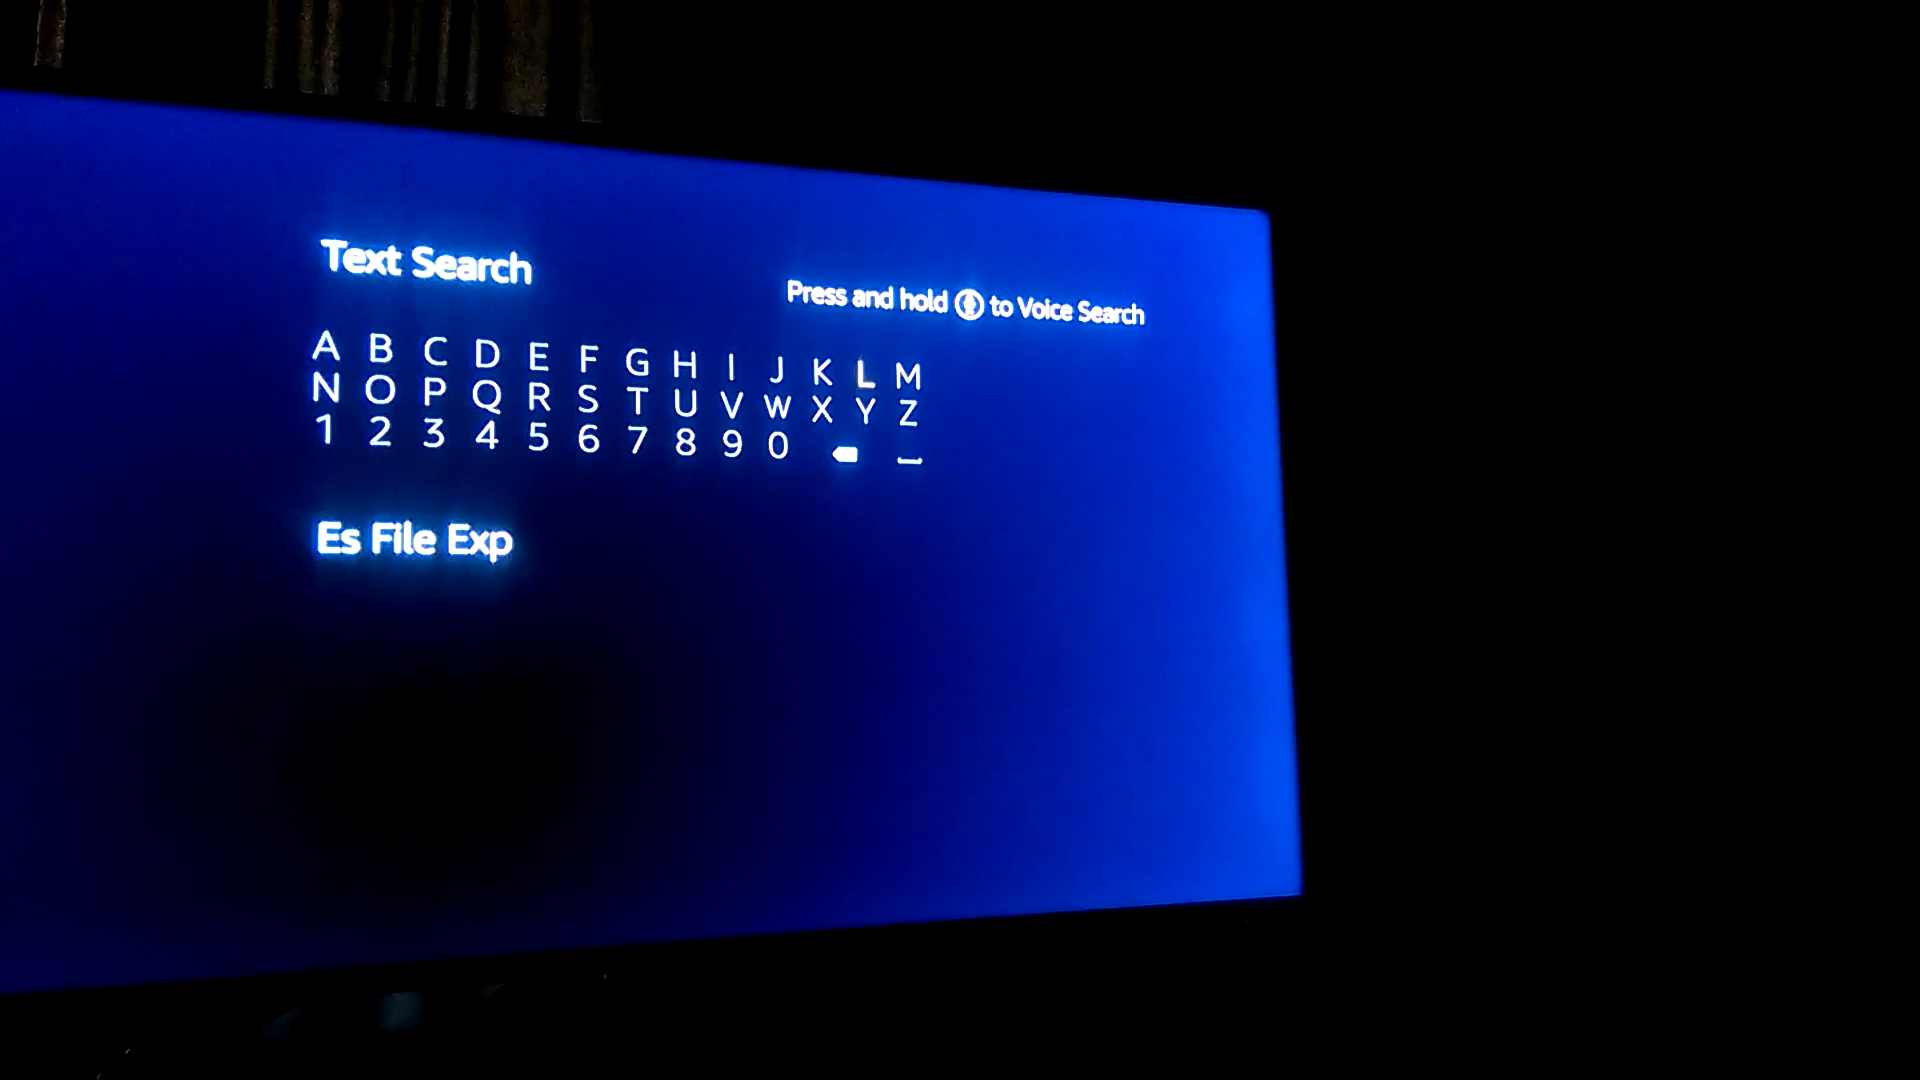 Text Search
Press and hold to Voice Search
A B C D E F G H I J K L M
N O P Q R S T U V W X Y Z
1 2 3 4 5 6 7 8 9 0
Es File Exp